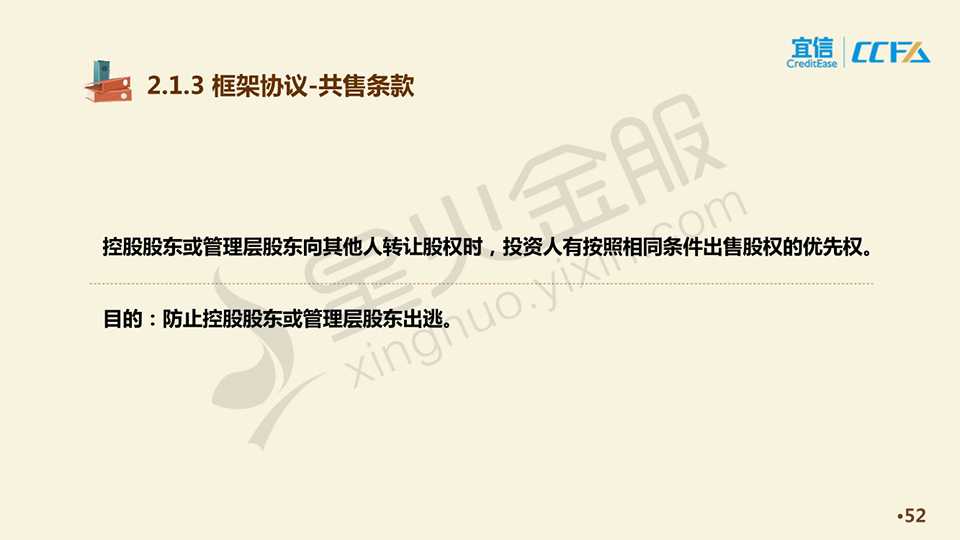 宜信
CreditEase
CCFA
2.1.3 框架协议-共售条款
星火金服
xinghuo.yixin.com
控股股东或管理层股东向其他人转让股权时，投资人有按照相同条件出售股权的优先权。
目的：防止控股股东或管理层股东出逃。
•52